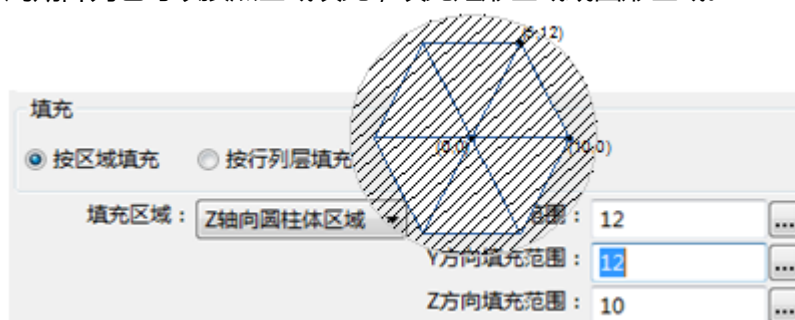 (5,12)
填充
按区域填充 按行列层填充
(0,0) (10,0)
填充区域： Z轴向圆柱体区域 范围： 12 ...
Y方向填充范围： 12 ...
Z方向填充范围： 10 ...